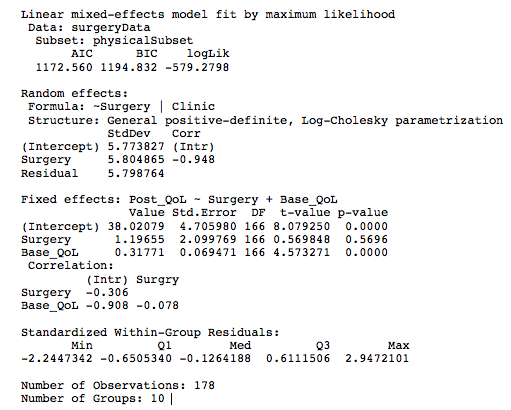 Linear mixed-effects model fit by maximum likelihood
Data: surgeryData
Subset: physicalSubset
AIC BIC logLik
1172.560 1194.832 -579.2798
Random effects:
Formula: ~Surgery | Clinic
Structure: General positive-definite, Log-Cholesky parametrization
StdDev Corr
(Intercept) 5.773827 (Intr)
Surgery 5.804865 -0.948
Residual 5.798764
Fixed effects: Post_QoL ~ Surgery + Base_QoL
Value Std.Error DF t-value p-value
(Intercept) 38.02079 4.705980 166 8.079250 0.0000
Surgery 1.19655 2.099769 166 0.569848 0.5696
Base_QoL 0.31771 0.069471 166 4.573271 0.0000
Correlation:
(Intr) Surgry
Surgery -0.306
Base_QoL -0.908 -0.078
Standardized Within-Group Residuals:
Min Q1 Med Q3 Max
-2.2447342 -0.6505340 -0.1264188 0.6111506 2.9472101
Number of Observations: 178
Number of Groups: 10